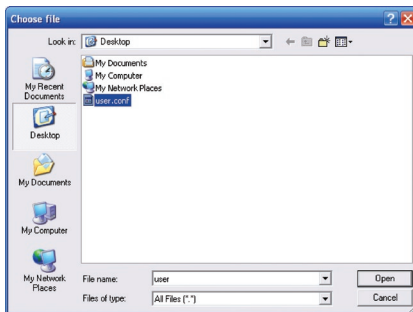 Choose file
Look in:
Desktop
My Recent
Documents
Desktop
My Documents
My Computer
My Network
Places
My Documents
My Computer
My Network Places
user.conf
File name:
user
Open
Files of type:
All Files (*.*)
Cancel